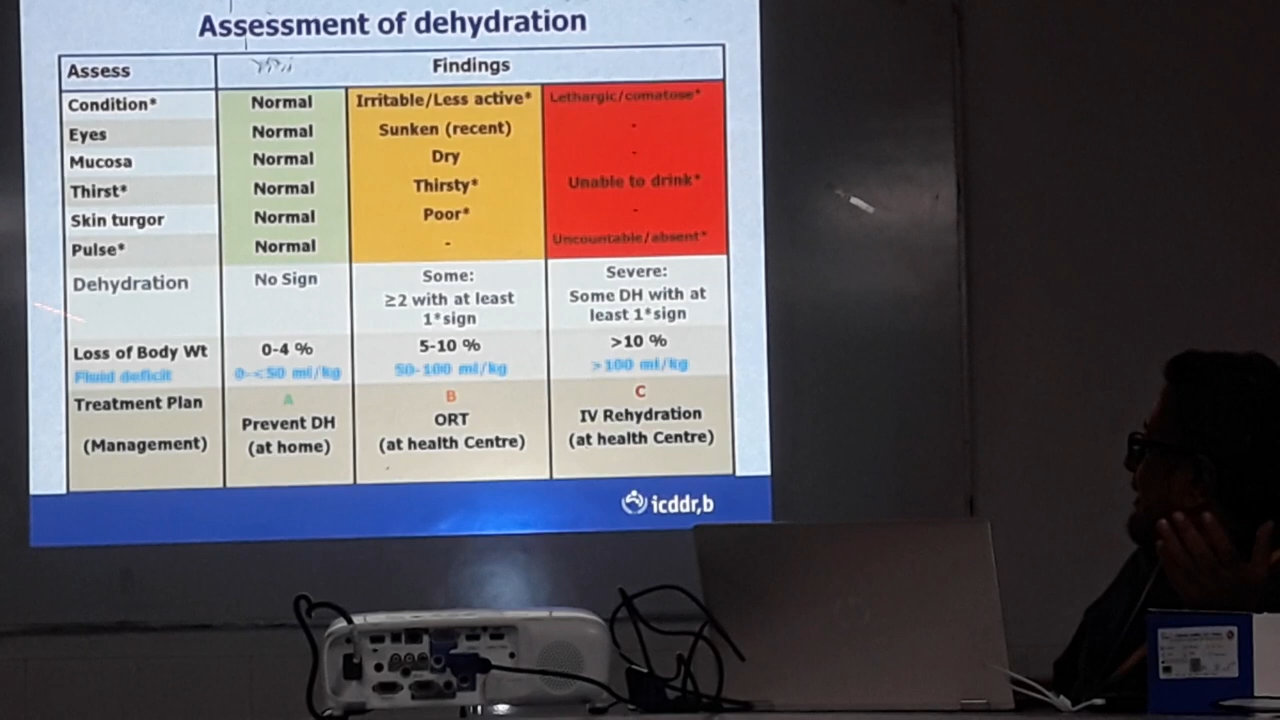 Assessment of dehydration
Assess Findings
Condition* Normal Irritable/Less active* Lethargic/comatose*
Eyes Normal Sunken (recent) -
Mucosa Normal Dry -
Thirst* Normal Thirsty* Unable to drink*
Skin turgor Normal Poor* -
Pulse* Normal - Uncountable/absent*
Dehydration No Sign Some: Severe:
≥2 with at least Some DH with at
1*sign least 1*sign
Loss of Body Wt 0-4 % 5-10 % >10 %
Fluid deficit 0-<50 ml/kg 50-100 ml/kg >100 ml/kg
Treatment Plan A B C
Prevent DH ORT IV Rehydration
(Management) (at home) (at health Centre) (at health Centre)
icddr,b